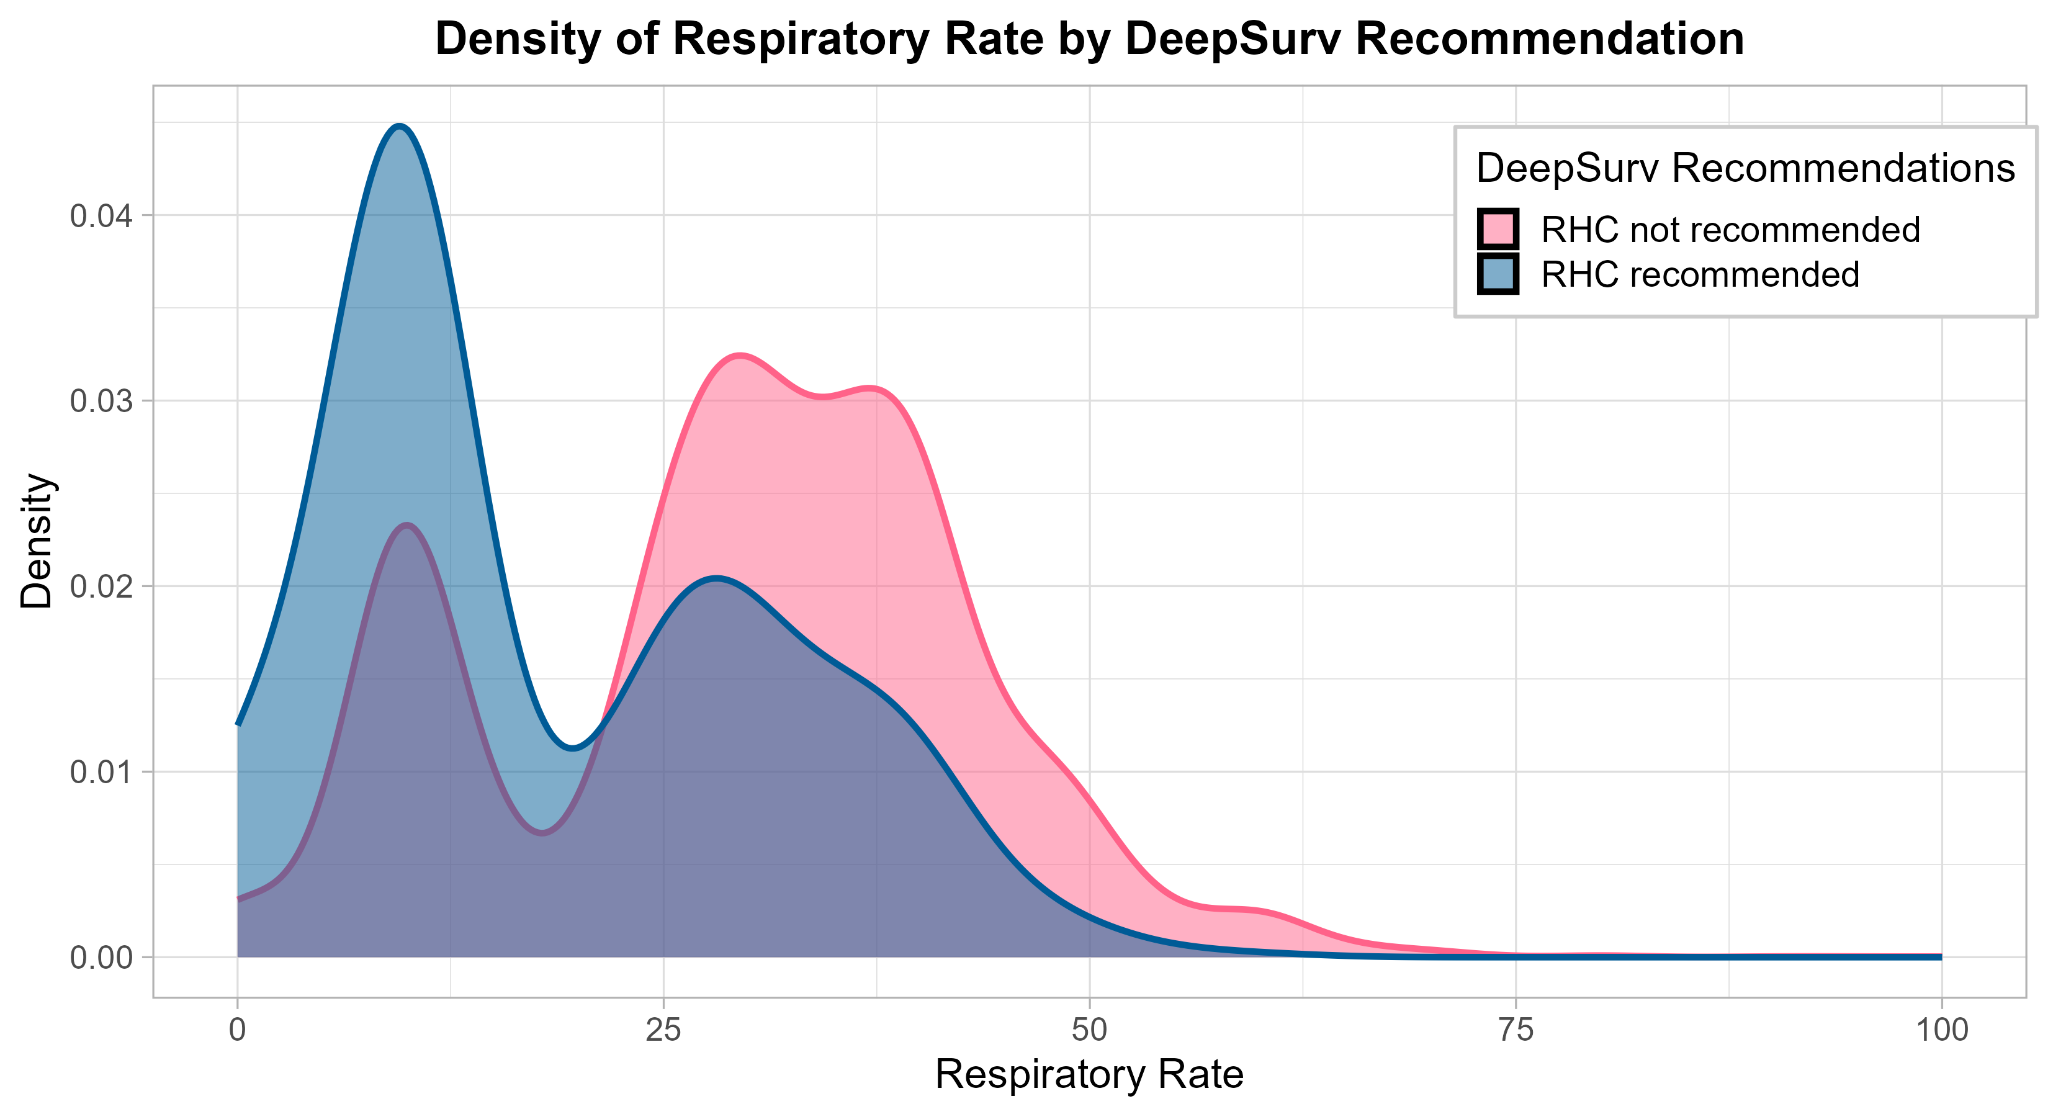 Density of Respiratory Rate by DeepSurv Recommendation
DeepSurv Recommendations
RHC not recommended
RHC recommended
Density
0.04
0.03
0.02
0.01
0.00
0 25 50 75 100
Respiratory Rate